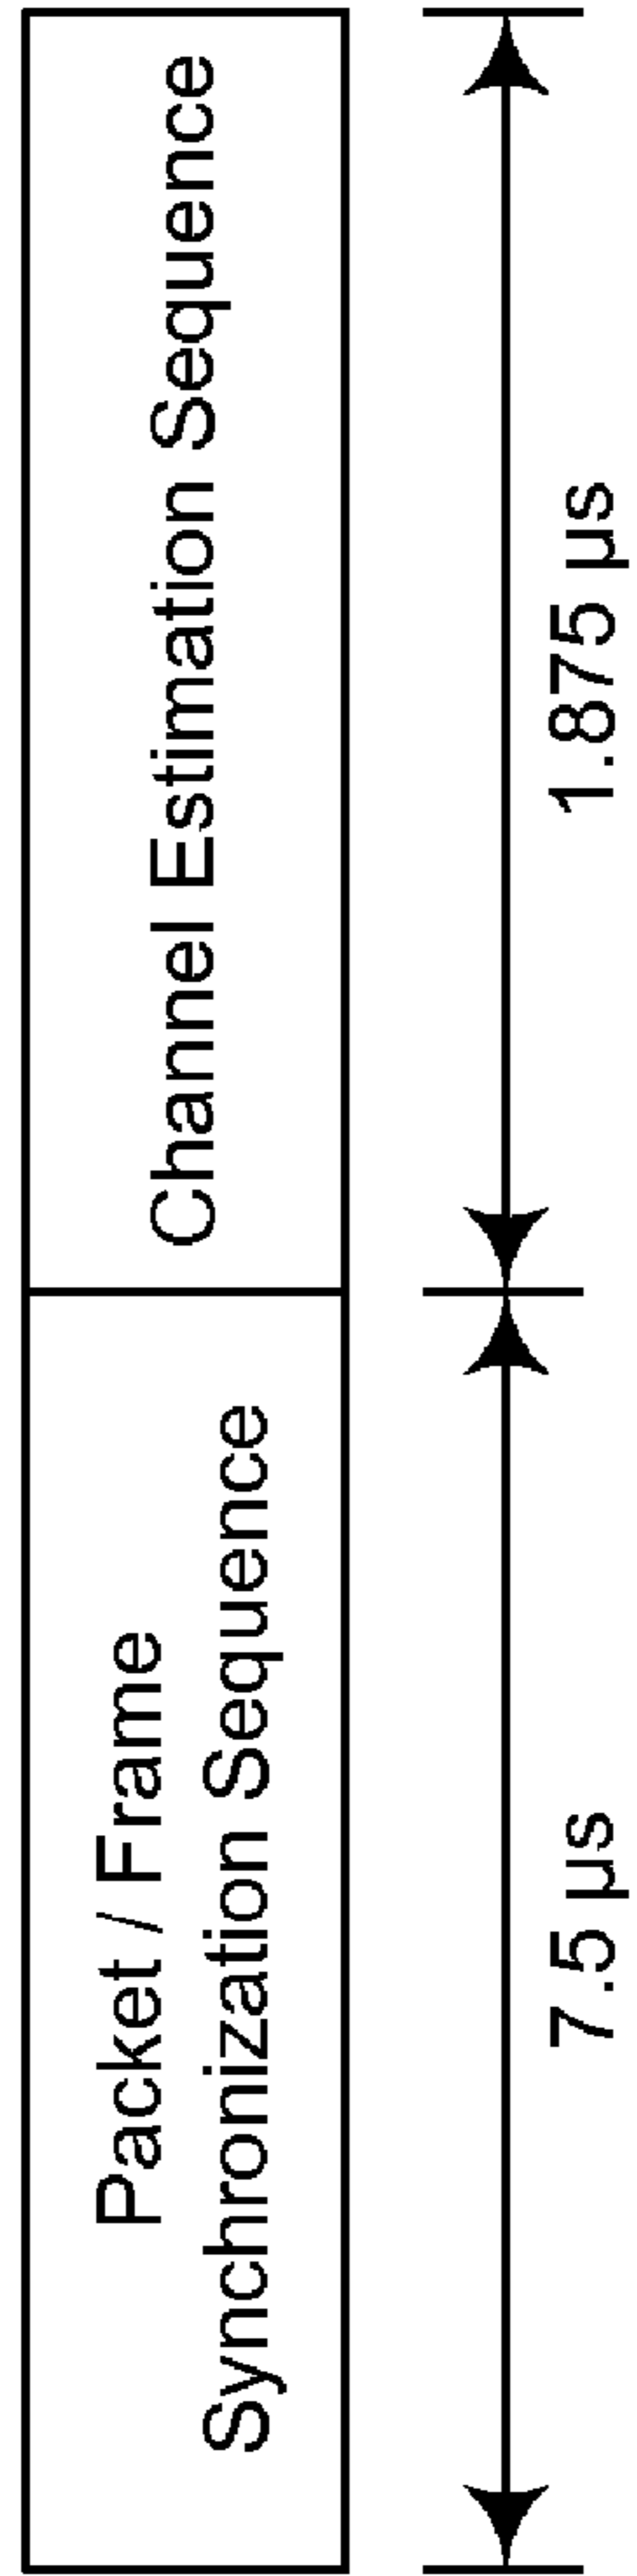 Packet / Frame
Synchronization Sequence
Channel Estimation Sequence
7.5 µs
1.875 µs